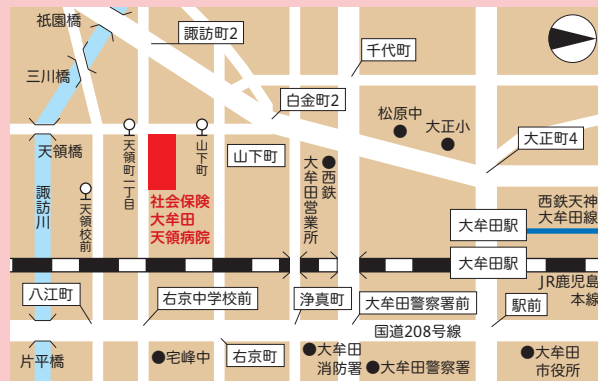 祇園橋
諏訪町2
千代町
三川橋
白金町2
松原中
大正小
大正町4
天領橋
天領町一丁目
山下町
山下町
西鉄
大牟田営業所
諏訪川
天領校前
社会保険
大牟田
天領病院
西鉄天神
大牟田線
大牟田駅
大牟田駅
JR鹿児島
本線
八江町
右京中学校前
浄真町
大牟田警察署前
駅前
国道208号線
片平橋
宅峰中
右京町
大牟田
消防署
大牟田警察署
大牟田
市役所